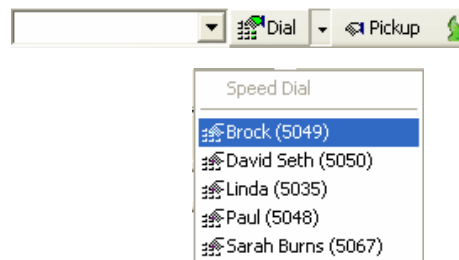 Dial Pickup
Speed Dial
Brock (5049)
David Seth (5050)
Linda (5035)
Paul (5048)
Sarah Burns (5067)